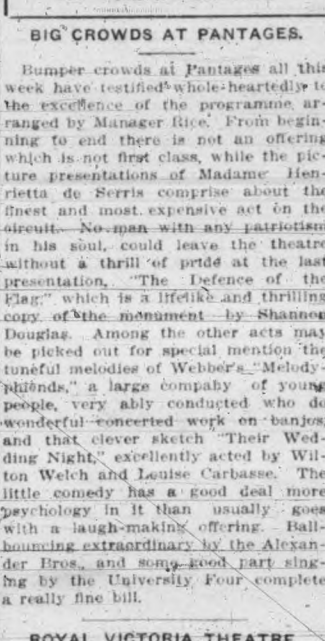 BIG CROWDS AT PANTAGES.
Bumper crowds at Pantages all this
week have testified whole-heartedly to
the excellence of the programme ar-
ranged by Manager Rice. From begin-
ning to end there is not an offering
which is not first class, while the pic-
ture presentations of Madame Hen-
rietta de Serris comprise about the
finest and most expensive act on the
circuit. No man with any patriotism
in his soul, could leave the theatre
without a thrill of pride at the last
presentation, "The Defence of the
Flag," which is a lifelike and thrilling
copy of the monument by Shannon
Douglas. Among the other acts may
be picked out for special mention the
tuneful melodies of Webber's "Melody-
phiends," a large company of young
people, very ably conducted who do
wonderful concerted work on banjos,
and that clever sketch "Their Wed-
ding Night," excellently acted by Wil-
ton Welch and Louise Carbasse. The
little comedy has a good deal more
psychology in it than usually goes
with a laugh-making offering. Ball-
bouncing extraordinary by the Alexan-
der Bros., and some good part sing-
ing by the University Four complete
a really fine bill.
ROYAL VICTORIA THEATRE